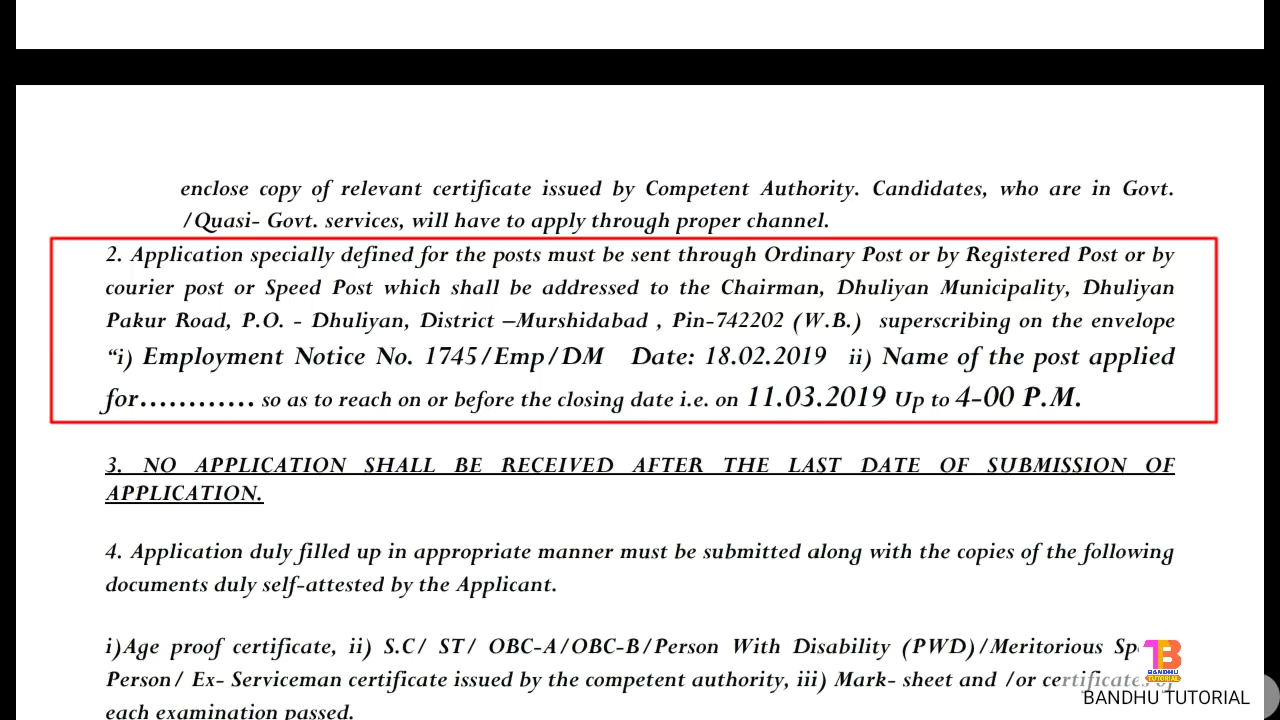 enclose copy of relevant certificate issued by Competent Authority. Candidates, who are in Govt.
/Quasi- Govt. services, will have to apply through proper channel.
2. Application specially defined for the posts must be sent through Ordinary Post or by Registered Post or by
courier post or Speed Post which shall be addressed to the Chairman, Dhuliyan Municipality, Dhuliyan
Pakur Road, P.O. - Dhuliyan, District –Murshidabad , Pin-742202 (W.B.) superscribing on the envelope
“i) Employment Notice No. 1745/Emp/DM Date: 18.02.2019 ii) Name of the post applied
for………… so as to reach on or before the closing date i.e. on 11.03.2019 Up to 4-00 P.M.
3. NO APPLICATION SHALL BE RECEIVED AFTER THE LAST DATE OF SUBMISSION OF
APPLICATION.
4. Application duly filled up in appropriate manner must be submitted along with the copies of the following
documents duly self-attested by the Applicant.
i)Age proof certificate, ii) S.C/ ST/ OBC-A/OBC-B/Person With Disability (PWD)/Meritorious
Person/ Ex- Serviceman certificate issued by the competent authority, iii) Mark- sheet and /or certificates of
each examination passed.
TB
BANDHU
TUTORIAL
BANDHU TUTORIAL